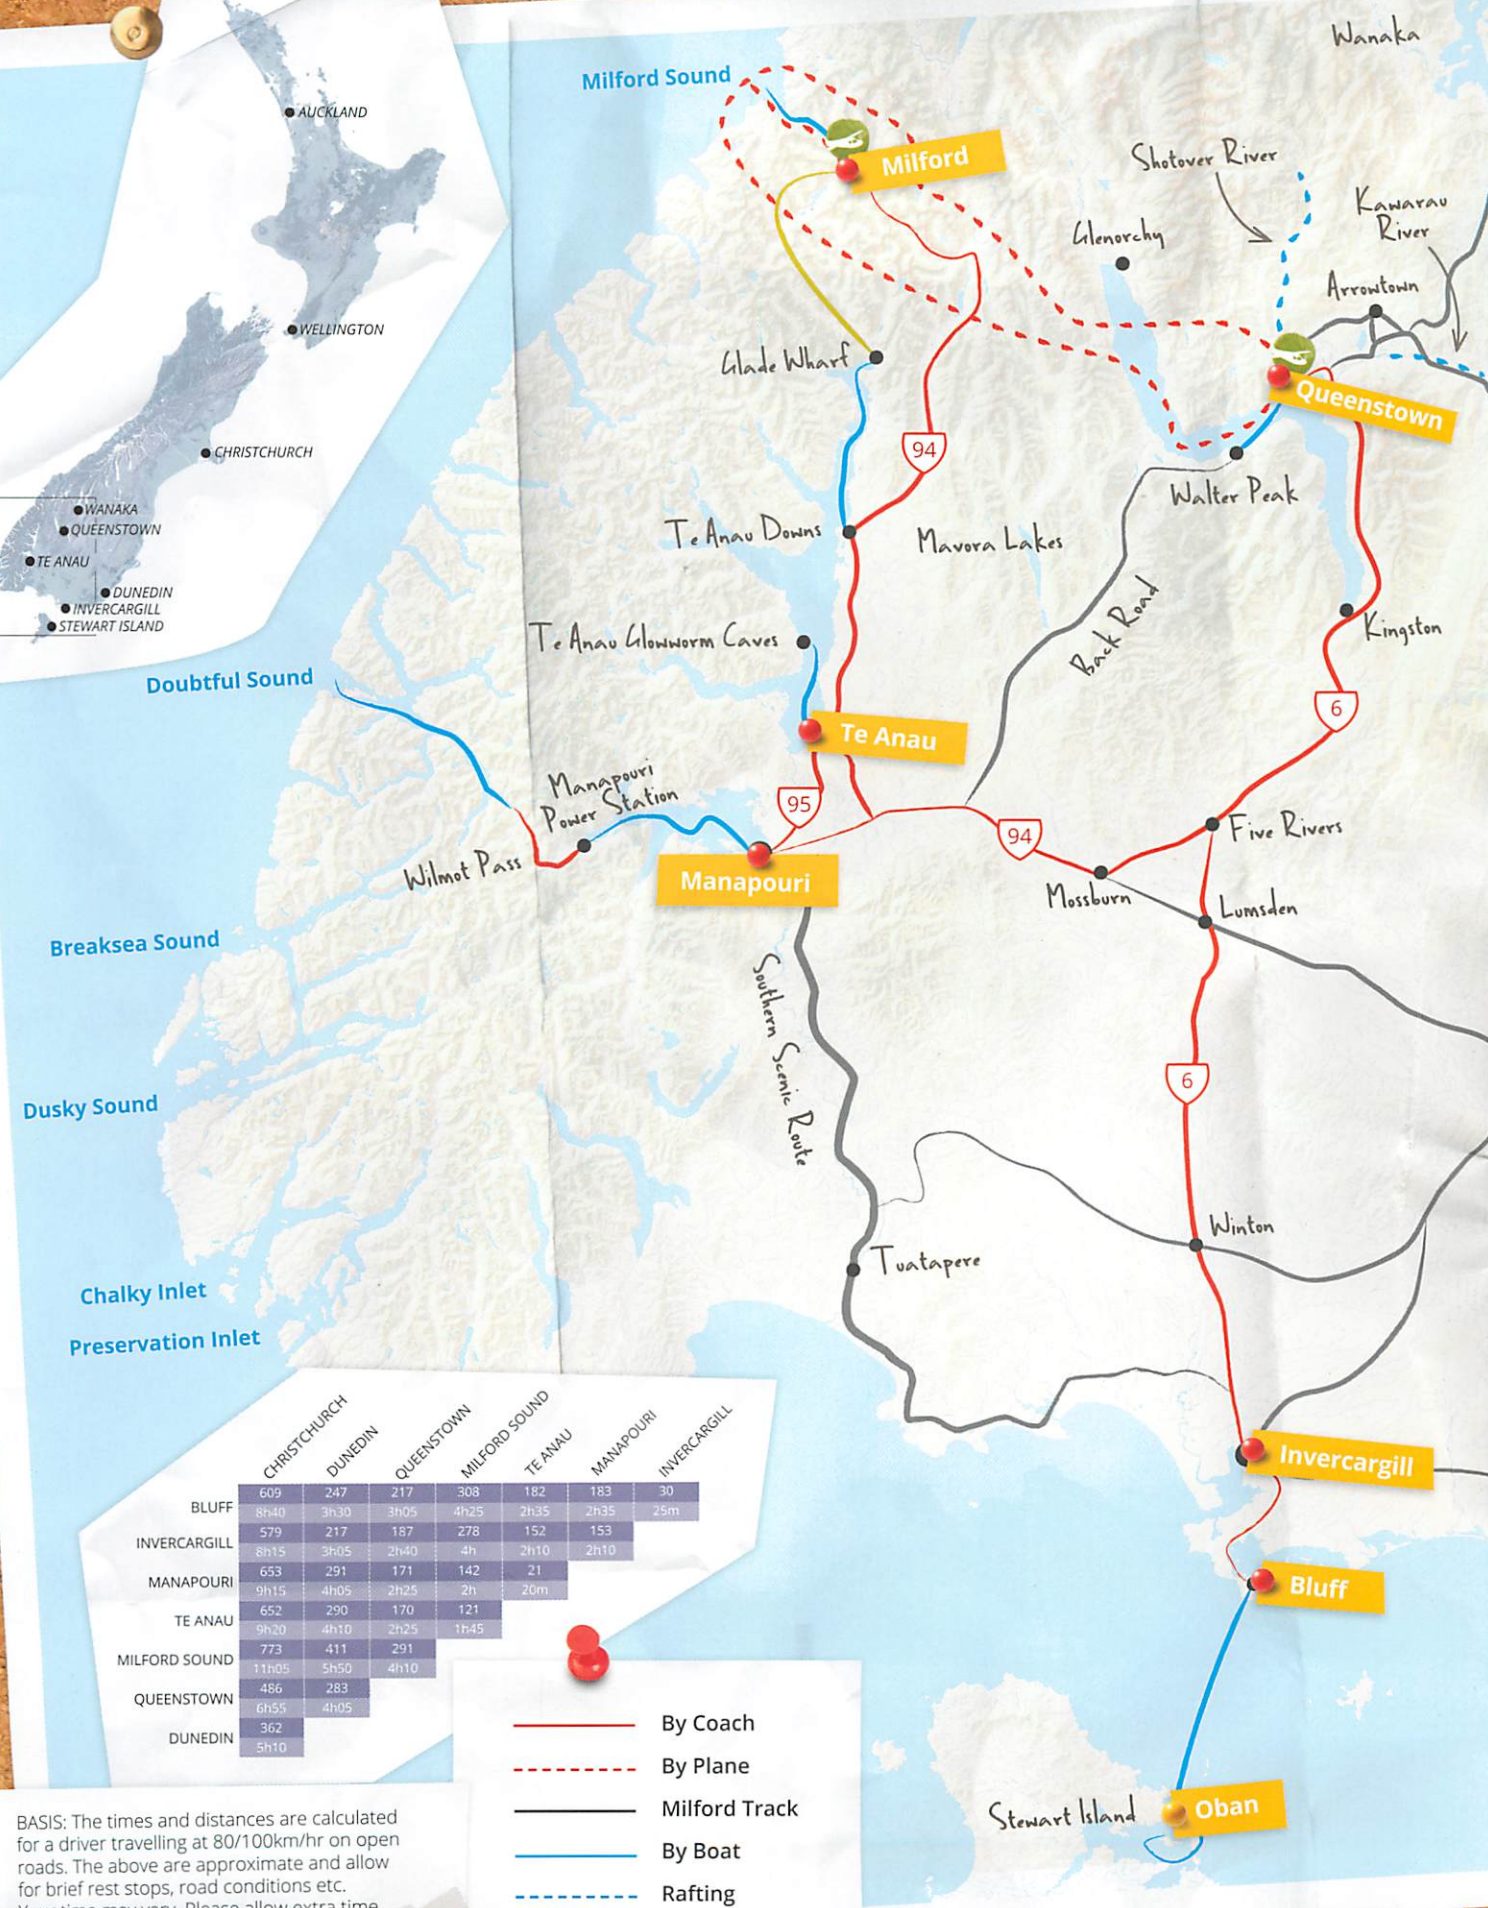 AUCKLAND
WELLINGTON
CHRISTCHURCH
WANAKA
QUEENSTOWN
TE ANAU
DUNEDIN
INVERCARGILL
STEWART ISLAND
Wanaka
Milford Sound
Milford
Shotover River
Kawarau
River
Glenorchy
Arrowtown
Glade Wharf
Queenstown
94
Walter Peak
Te Anau Downs
Mavora Lakes
Back Road
Kingston
Te Anau Glowworm Caves
Doubtful Sound
6
Te Anau
Manapouri
Power Station
95
94
Five Rivers
Wilmot Pass
Manapouri
Mossburn
Lumsden
Breaksea Sound
Southern Scenic Route
6
Dusky Sound
Winton
Tuatapere
Chalky Inlet
Preservation Inlet
Invercargill
Bluff
Stewart Island
Oban
CHRISTCHURCH
DUNEDIN
QUEENSTOWN
MILFORD SOUND
TE ANAU
MANAPOURI
INVERCARGILL
BLUFF
609 247 217 308 182 183 30
8h40 3h30 3h05 4h25 2h35 2h35 25m
INVERCARGILL
579 217 187 278 152 153
8h15 3h05 2h40 4h 2h10 2h10
MANAPOURI
653 291 171 142 21
9h15 4h05 2h25 2h 20m
TE ANAU
652 290 170 121
9h20 4h10 2h25 1h45
MILFORD SOUND
773 411 291
11h05 5h50 4h10
QUEENSTOWN
486 283
6h55 4h05
DUNEDIN
362
5h10
By Coach
By Plane
Milford Track
By Boat
Rafting
BASIS: The times and distances are calculated
for a driver travelling at 80/100km/hr on open
roads. The above are approximate and allow
for brief rest stops, road conditions etc.
Your time may vary. Please allow extra time